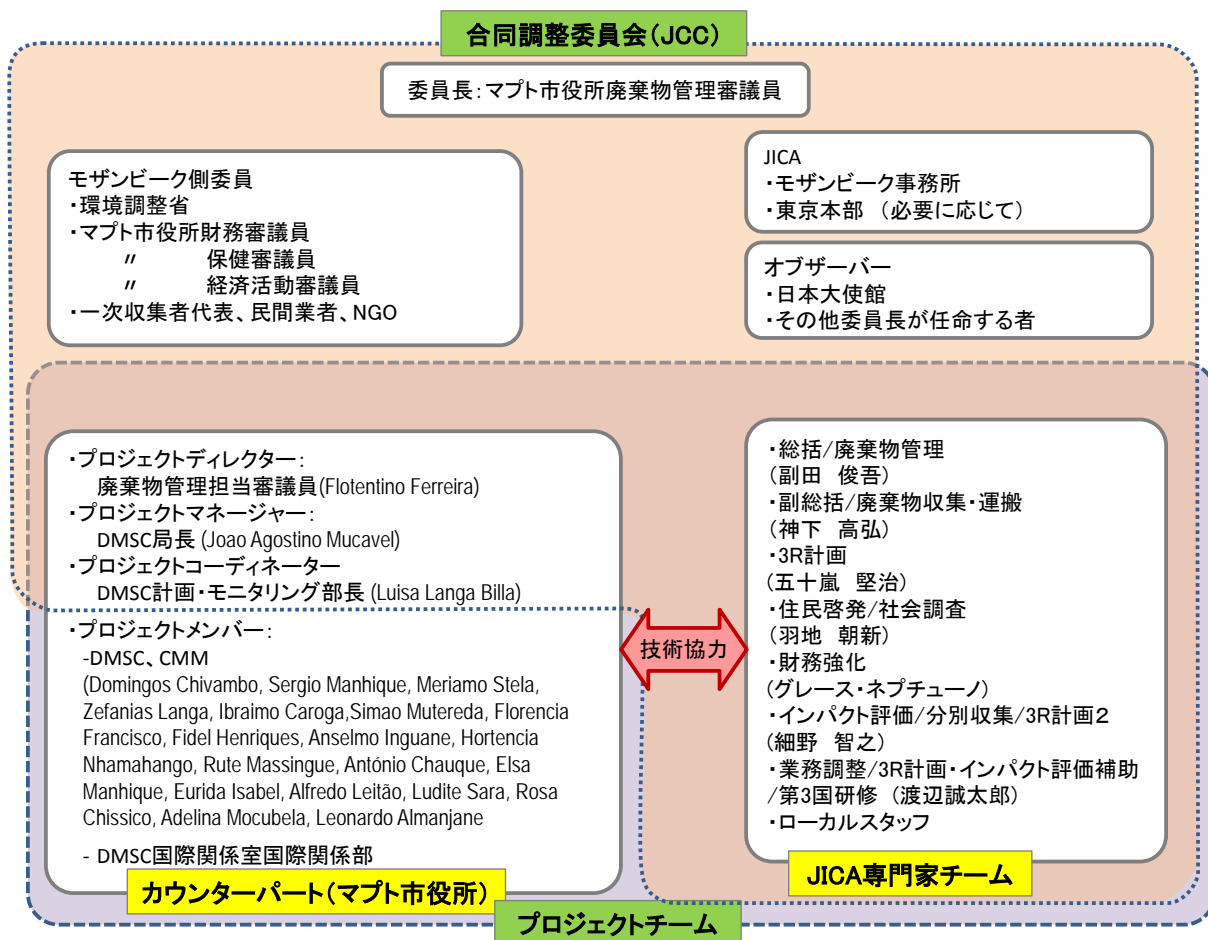 合同調整委員会(JCC)
委員長:マプト市役所廃棄物管理審議員
モザンビーク側委員
・環境調整省
・マプト市役所財務審議員
〃 保健審議員
〃 経済活動審議員
・一次収集者代表、民間業者、NGO
JICA
・モザンビーク事務所
・東京本部 (必要に応じて)
オブザーバー
・日本大使館
・その他委員長が任命する者
・プロジェクトディレクター:
廃棄物管理担当審議員(Flotentino Ferreira)
・プロジェクトマネージャー:
DMSC局長 (Joao Agostino Mucavel)
・プロジェクトコーディネーター
DMSC計画・モニタリング部長 (Luisa Langa Billa)
・プロジェクトメンバー:
-DMSC、CMM
(Domingos Chivambo, Sergio Manhique, Meriamo Stela,
Zefanias Langa, Ibraimo Caroga,Simao Mutereda, Florencia
Francisco, Fidel Henriques, Anselmo Inguane, Hortencia
Nhamahango, Rute Massingue, António Chauque, Elsa
Manhique, Eurida Isabel, Alfredo Leitão, Ludite Sara, Rosa
Chissico, Adelina Mocubela, Leonardo Almanjane
- DMSC国際関係室国際関係部
カウンターパート(マプト市役所)
技術協力
・総括/廃棄物管理
(副田 俊吾)
・副総括/廃棄物収集・運搬
(神下 高弘)
・3R計画
(五十嵐 堅治)
・住民啓発/社会調査
(羽地 朝新)
・財務強化
(グレース・ネプチューノ)
・インパクト評価/分別収集/3R計画2
(細野 智之)
・業務調整/3R計画・インパクト評価補助
/第3国研修 (渡辺誠太郎)
・ローカルスタッフ
JICA専門家チーム
プロジェクトチーム